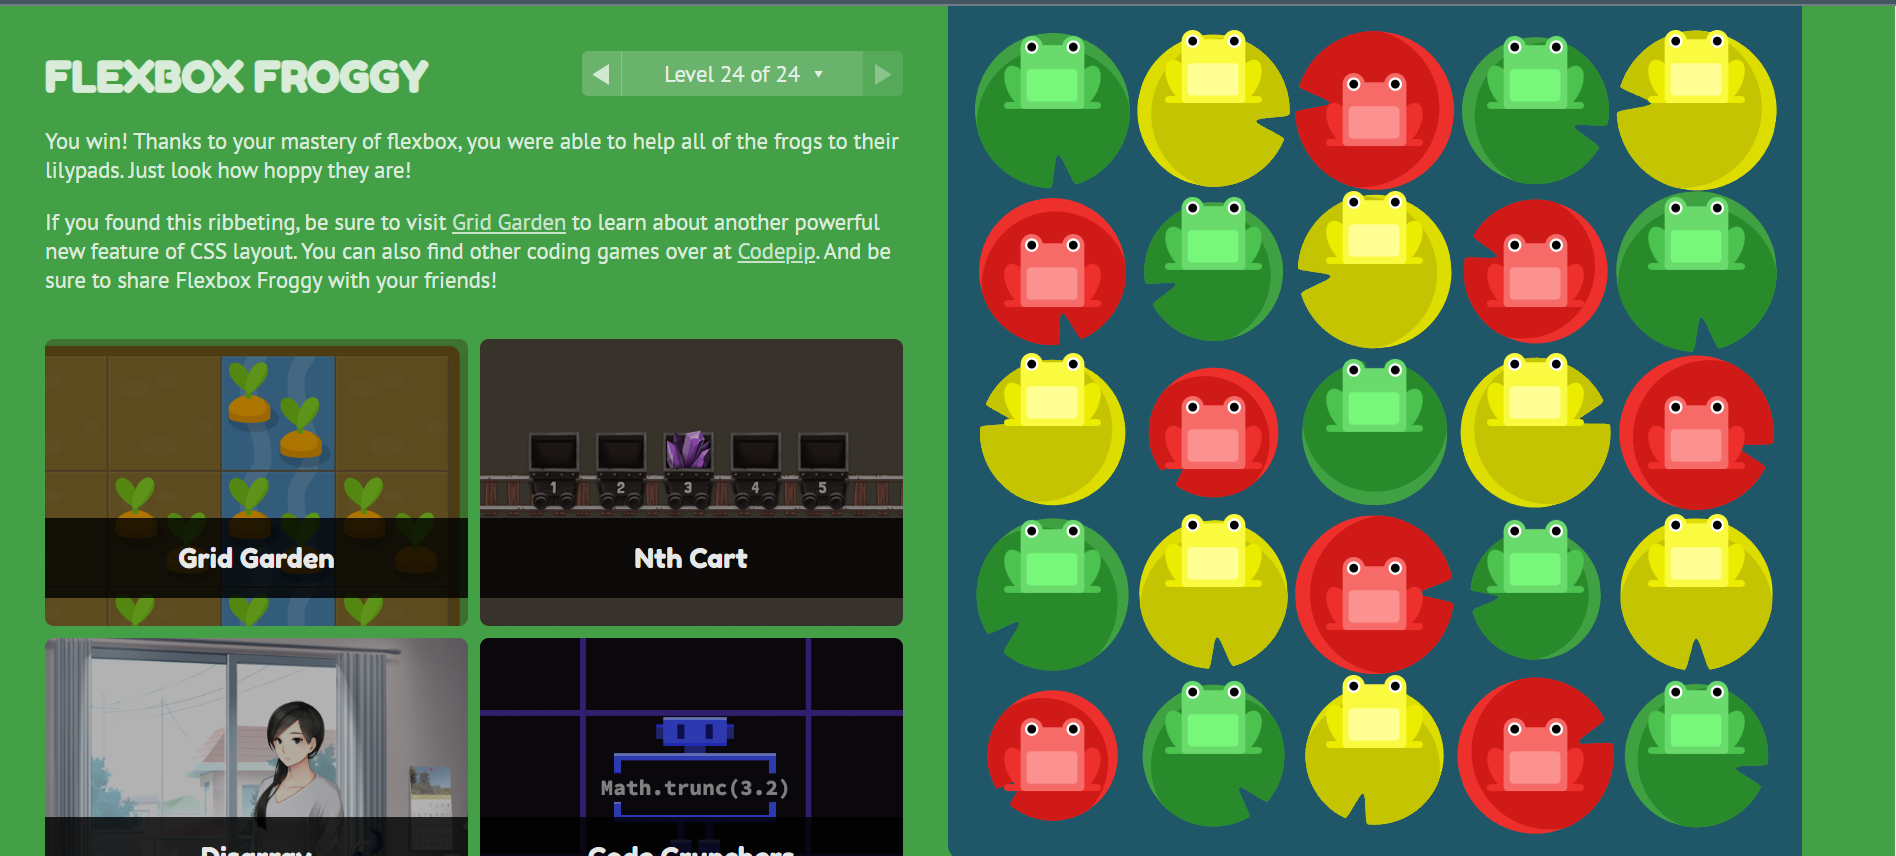 FLEXBOX FROGGY
Level 24 of 24
You win! Thanks to your mastery of flexbox, you were able to help all of the frogs to their
lilypads. Just look how hoppy they are!
If you found this ribbeting, be sure to visit Grid Garden to learn about another powerful
new feature of CSS layout. You can also find other coding games over at Codepip. And be
sure to share Flexbox Froggy with your friends!
1 2 3 4 5
Grid Garden
Nth Cart
Math.trunc(3.2)
Disarray
Code Crunchers